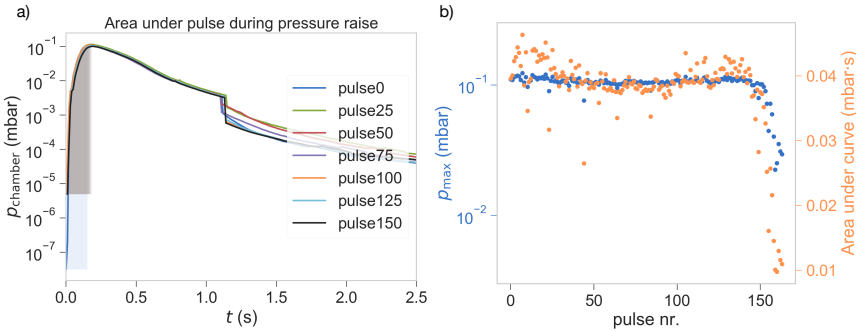 a)
Area under pulse during pressure raise
p_chamber (mbar)
10⁻¹
10⁻²
10⁻³
10⁻⁴
10⁻⁵
10⁻⁶
10⁻⁷
0.0 0.5 1.0 1.5 2.0 2.5
t (s)
pulse0
pulse25
pulse50
pulse75
pulse100
pulse125
pulse150
b)
p_max (mbar)
10⁻¹
10⁻²
0 50 100 150
pulse nr.
0.04
0.03
0.02
0.01
Area under curve (mbar·s)